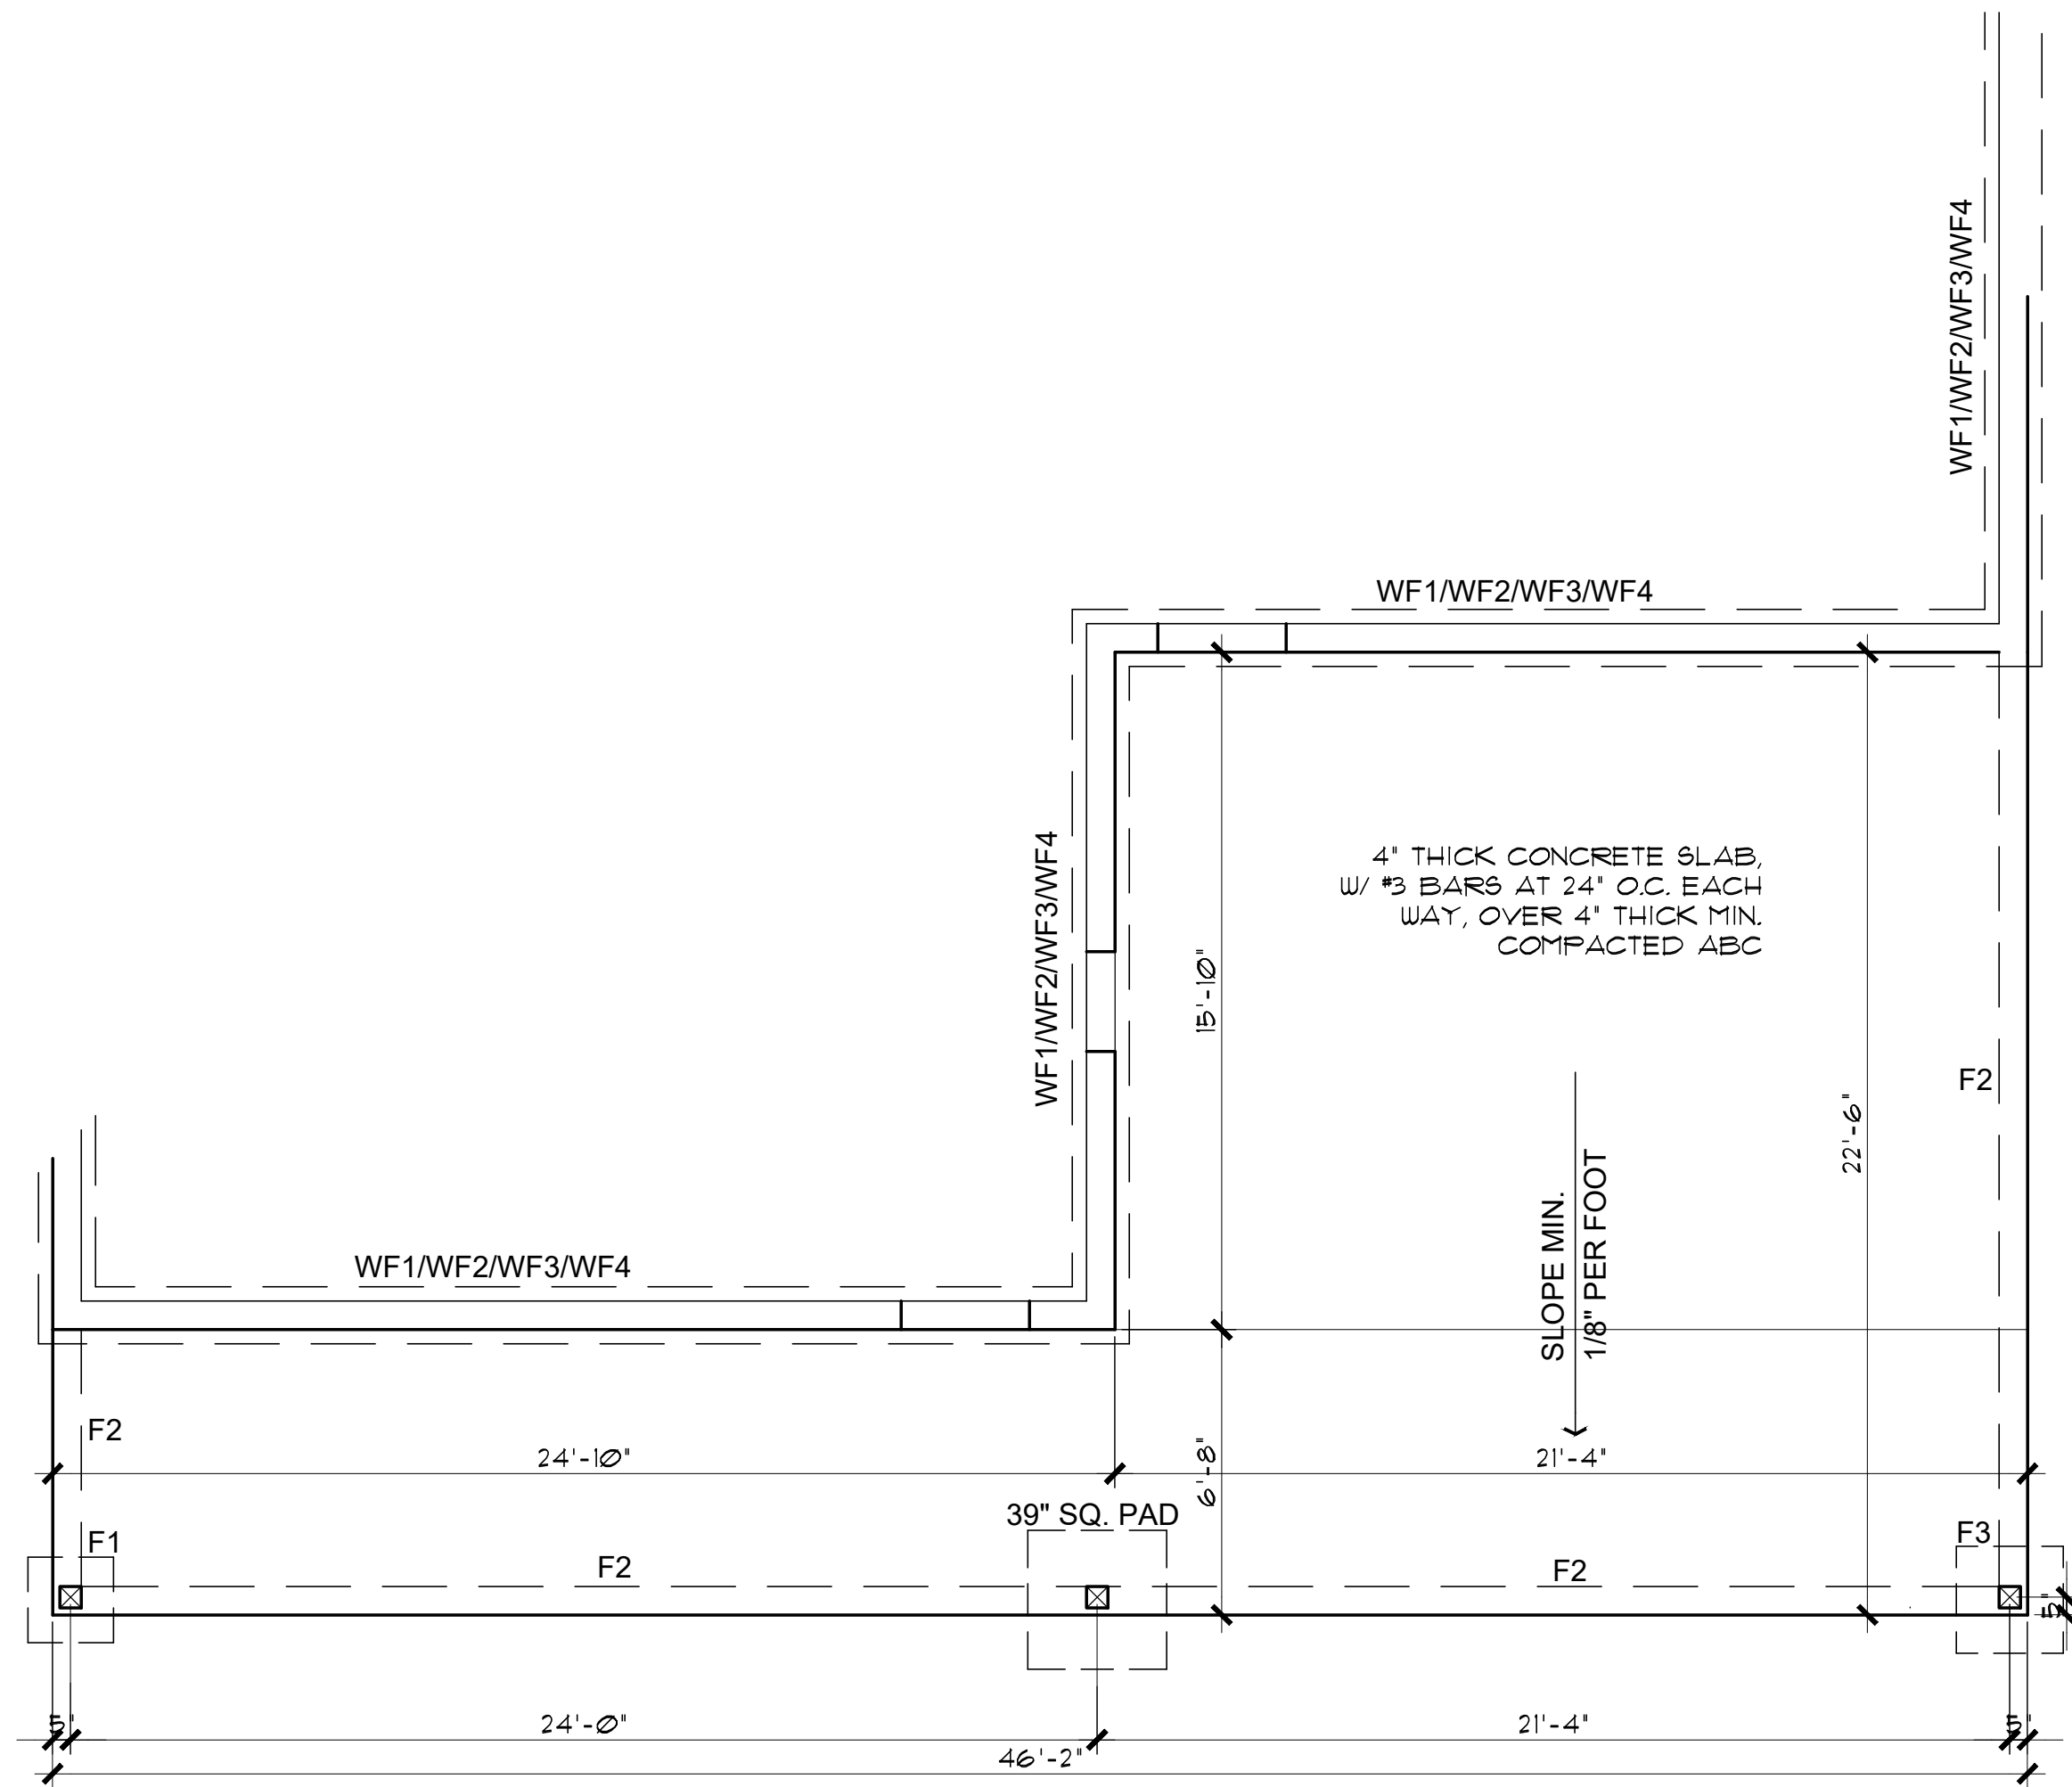 WF1/WF2/WF3/WF4
WF1/WF2/WF3/WF4
WF1/WF2/WF3/WF4
4" THICK CONCRETE SLAB,
W/ #3 BARS AT 24" O.C. EACH
WAY, OVER 4" THICK MIN.
COMPACTED ABC
15'-10"
F2
22'-6"
SLOPE MIN.
1/8" PER FOOT
WF1/WF2/WF3/WF4
F2
24'-10"
6'-8"
21'-4"
39" SQ. PAD
F1
F2
F2
F3
5"
5"
24'-0"
21'-4"
5"
46'-2"